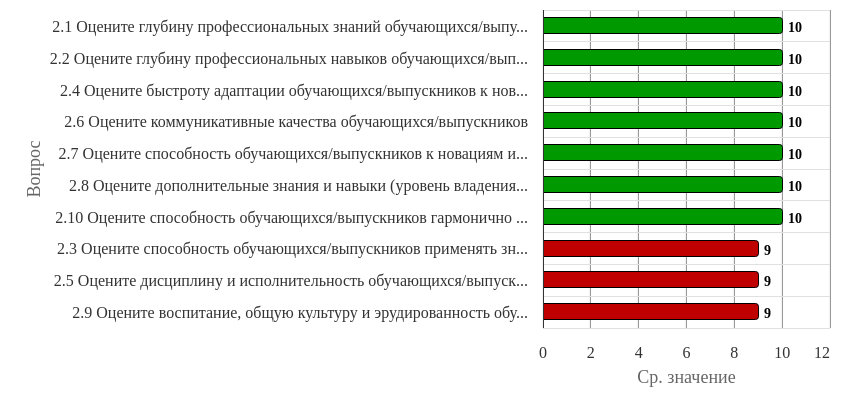 2.1 Оцените глубину профессиональных знаний обучающихся/выпу... 10
2.2 Оцените глубину профессиональных навыков обучающихся/вып... 10
2.4 Оцените быстроту адаптации обучающихся/выпускников к нов... 10
2.6 Оцените коммуникативные качества обучающихся/выпускников 10
2.7 Оцените способность обучающихся/выпускников к новациям и... 10
2.8 Оцените дополнительные знания и навыки (уровень владения... 10
2.10 Оцените способность обучающихся/выпускников гармонично ... 10
2.3 Оцените способность обучающихся/выпускников применять зн... 9
2.5 Оцените дисциплину и исполнительность обучающихся/выпуск... 9
2.9 Оцените воспитание, общую культуру и эрудированность обу... 9
Вопрос
0 2 4 6 8 10 12
Ср. значение